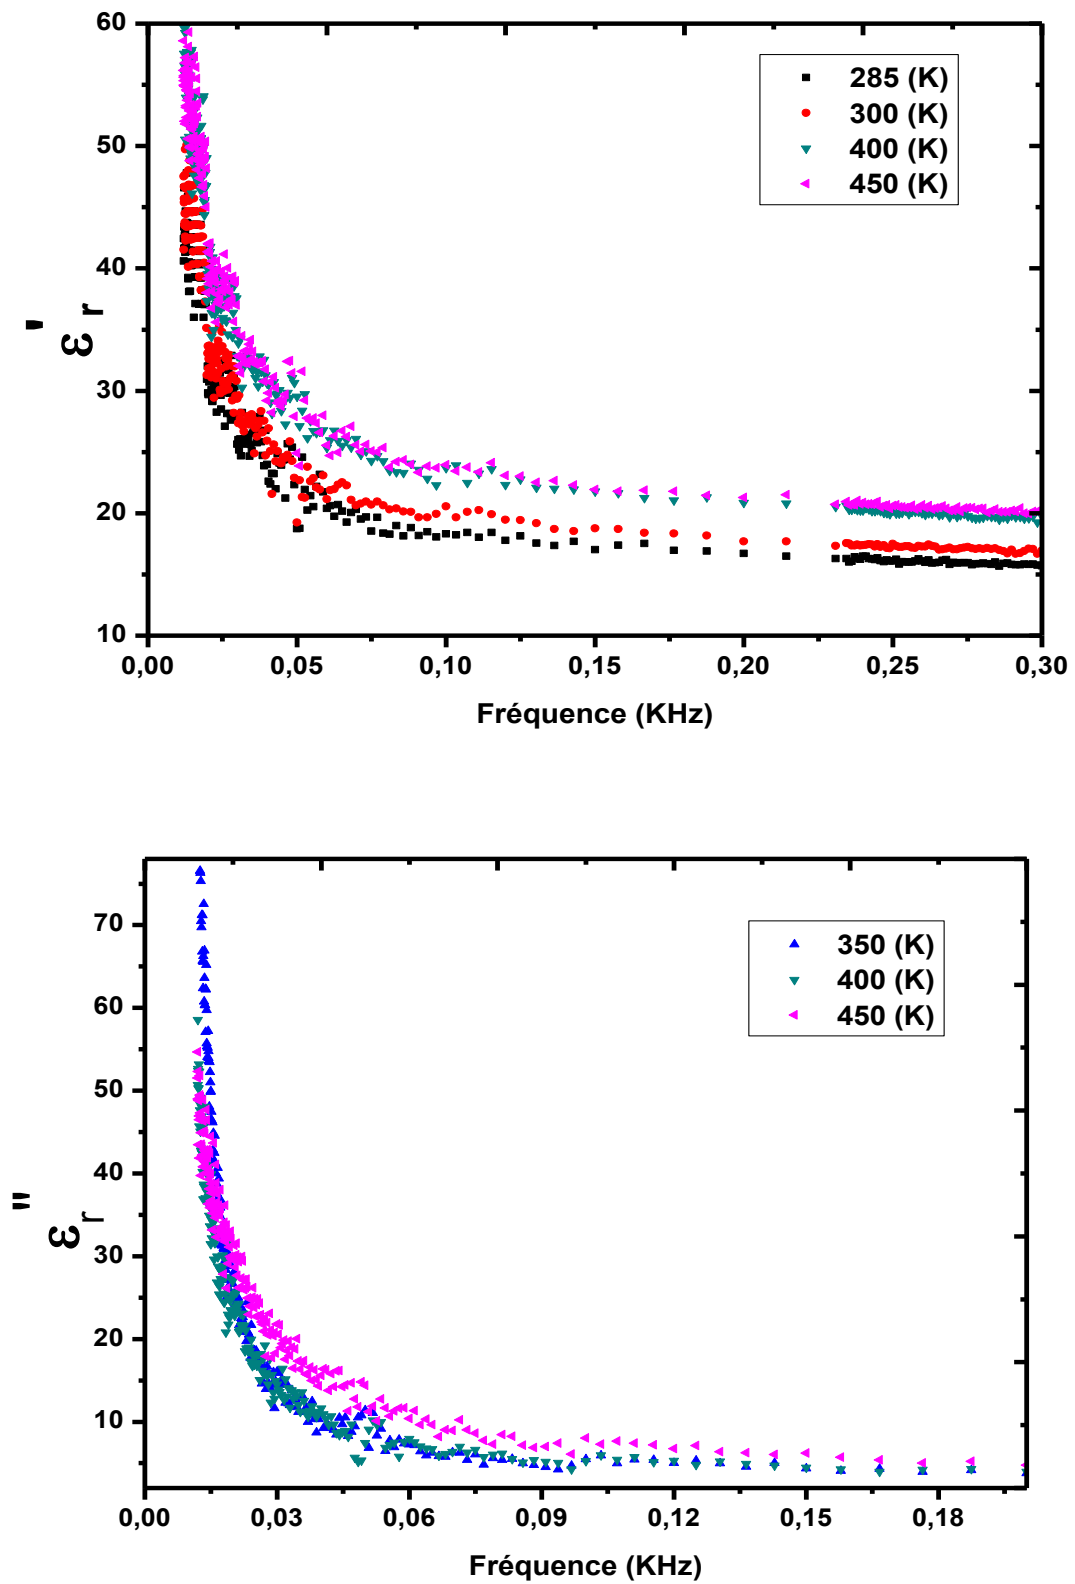 60
50
40
30
20
10
ε'r
285 (K)
300 (K)
400 (K)
450 (K)
0,00 0,05 0,10 0,15 0,20 0,25 0,30
Fréquence (KHz)
70
60
50
40
30
20
10
ε''r
350 (K)
400 (K)
450 (K)
0,00 0,03 0,06 0,09 0,12 0,15 0,18
Fréquence (KHz)